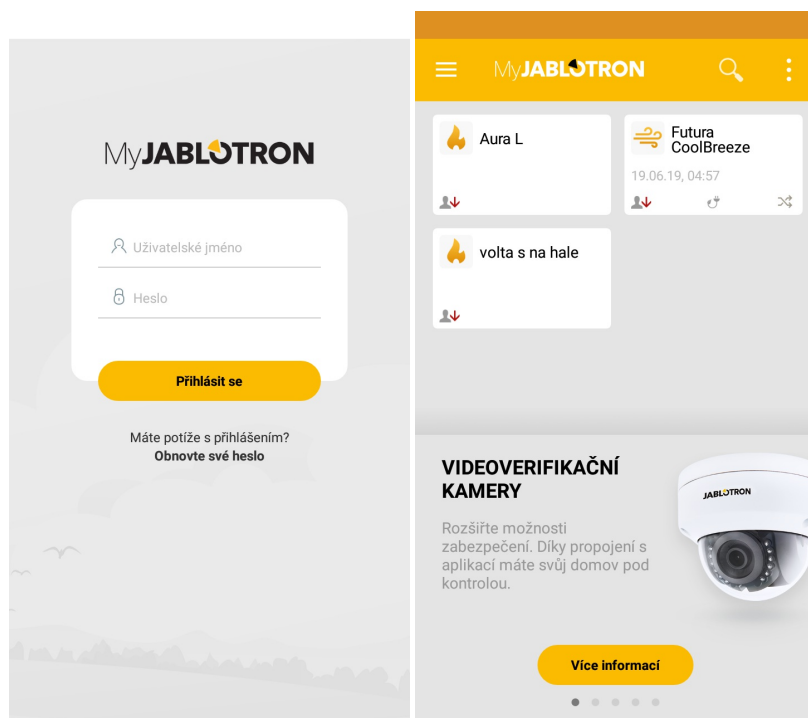 MyJABLOTRON
Uživatelské jméno
Heslo
Přihlásit se
Máte potíže s přihlášením?
Obnovte své heslo
MyJABLOTRON
Aura L
Futura
CoolBreeze
19.06.19, 04:57
volta s na hale
VIDEOVERIFIKAČNÍ
KAMERY
JABLOTRON
Rozšiřte možnosti
zabezpečení. Díky propojení s
aplikací máte svůj domov pod
kontrolou.
Více informací